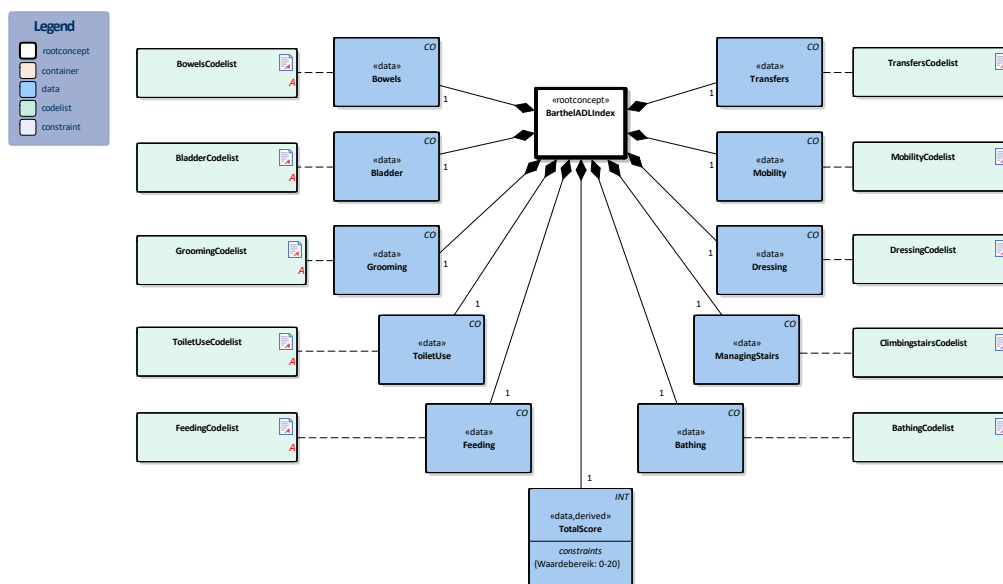 Legend
rootconcept
container
data
codelist
constraint
BowelsCodelist
A
CO
«data»
Bowels
1
BladderCodelist
A
CO
«data»
Bladder
1
GroomingCodelist
A
CO
«data»
Grooming
1
ToiletUseCodelist
A
CO
«data»
ToiletUse
1
FeedingCodelist
A
CO
«data»
Feeding
1
«rootconcept»
BarthelADLIndex
CO
«data»
Transfers
1
TransfersCodelist
CO
«data»
Mobility
1
MobilityCodelist
CO
«data»
Dressing
1
DressingCodelist
CO
«data»
ManagingStairs
1
ClimbingstairsCodelist
CO
«data»
Bathing
1
BathingCodelist
1
INT
«data,derived»
TotalScore
constraints
{Waardebereik: 0-20}